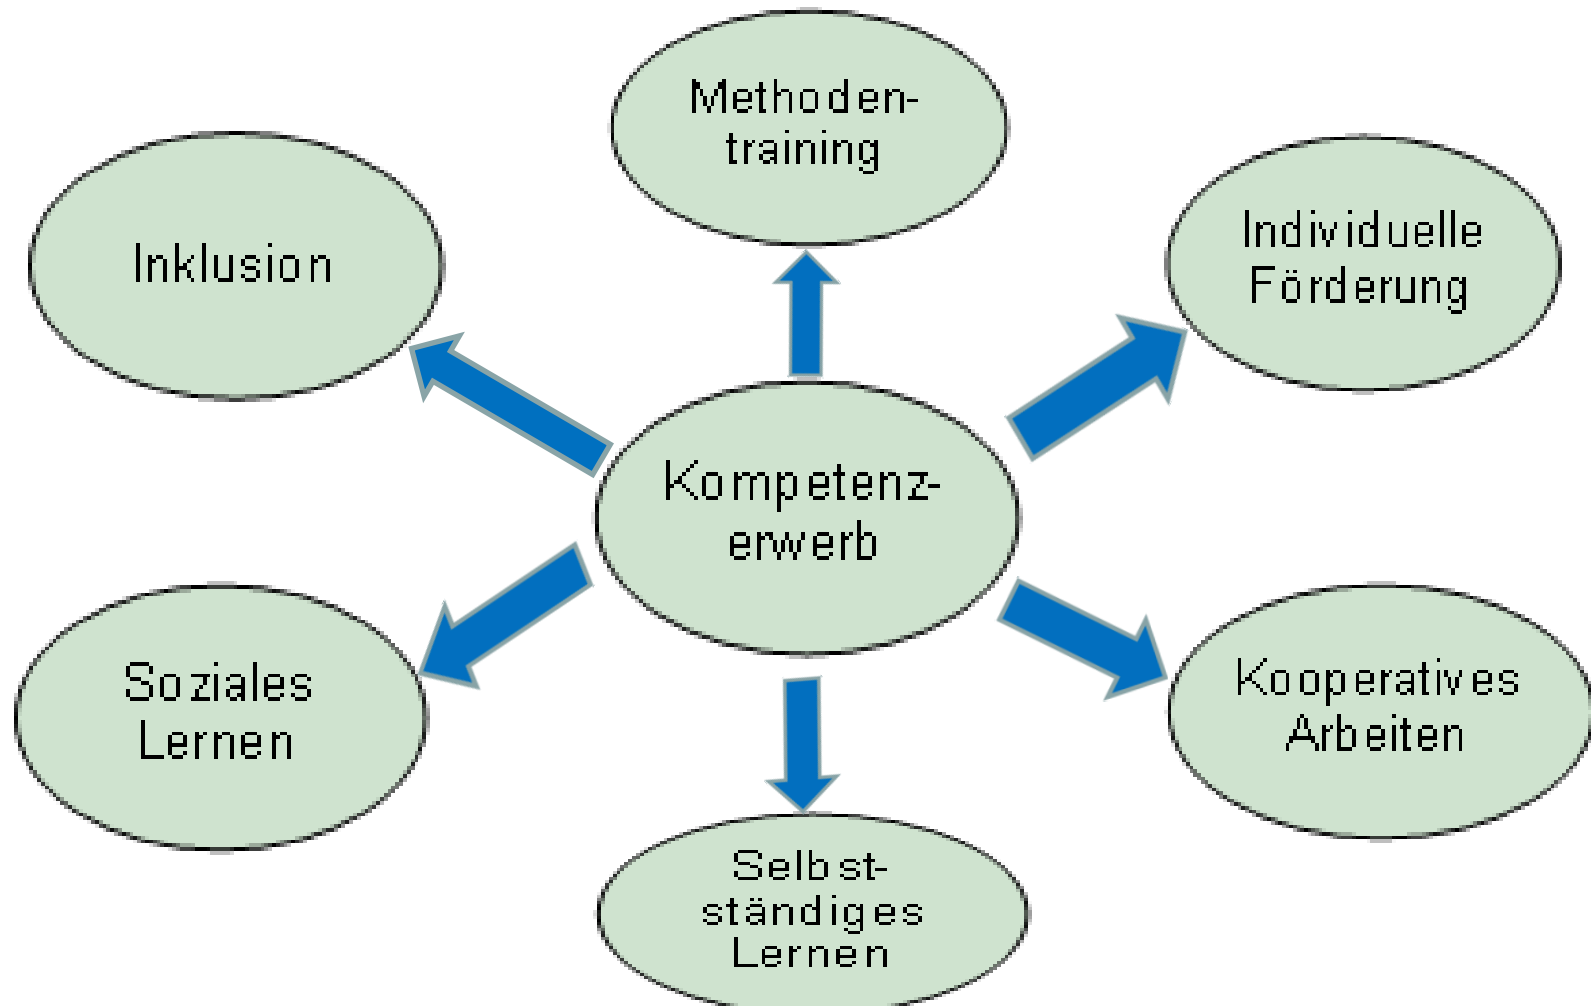 Methoden-
training
Inklusion
Individuelle
Förderung
Kompetenz-
erwerb
Soziales
Lernen
Kooperatives
Arbeiten
Selbst-
ständiges
Lernen